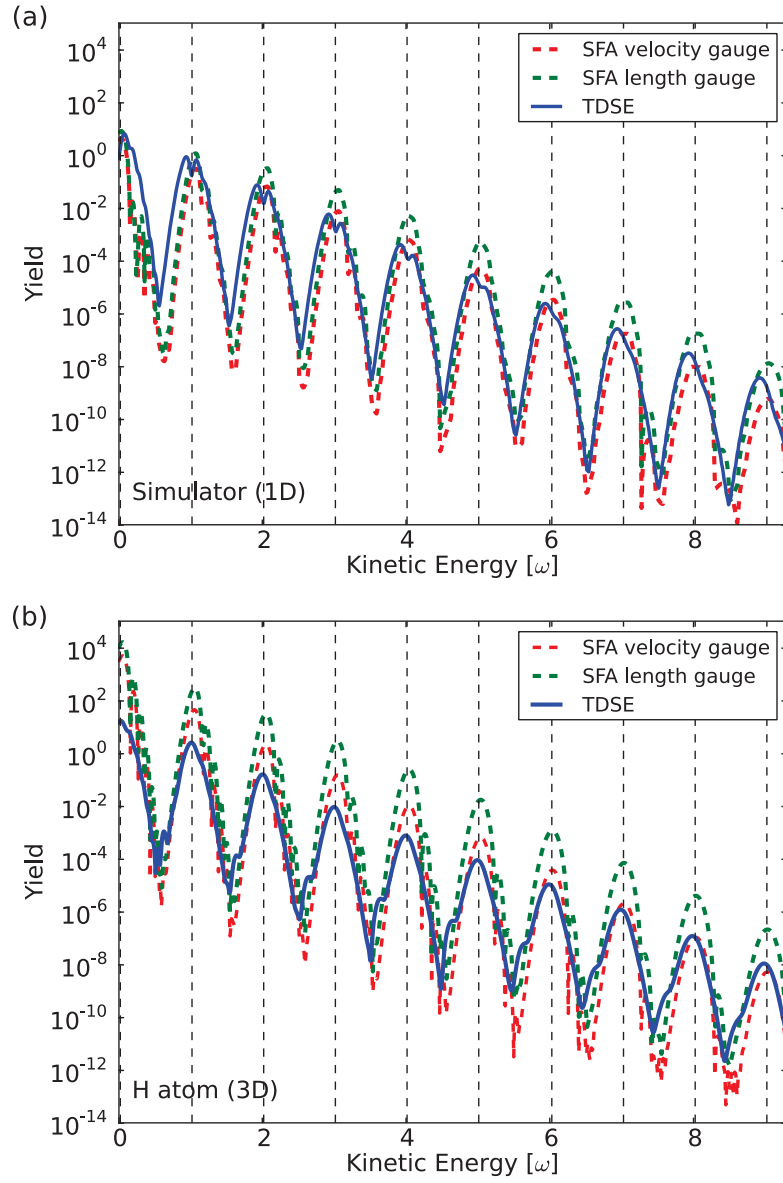 (a)
10^4
10^2
10^0
10^-2
10^-4
10^-6
10^-8
10^-10
10^-12
10^-14
Yield
SFA velocity gauge
SFA length gauge
TDSE
Simulator (1D)
0 2 4 6 8
Kinetic Energy [ω]
(b)
10^4
10^2
10^0
10^-2
10^-4
10^-6
10^-8
10^-10
10^-12
10^-14
Yield
SFA velocity gauge
SFA length gauge
TDSE
H atom (3D)
0 2 4 6 8
Kinetic Energy [ω]